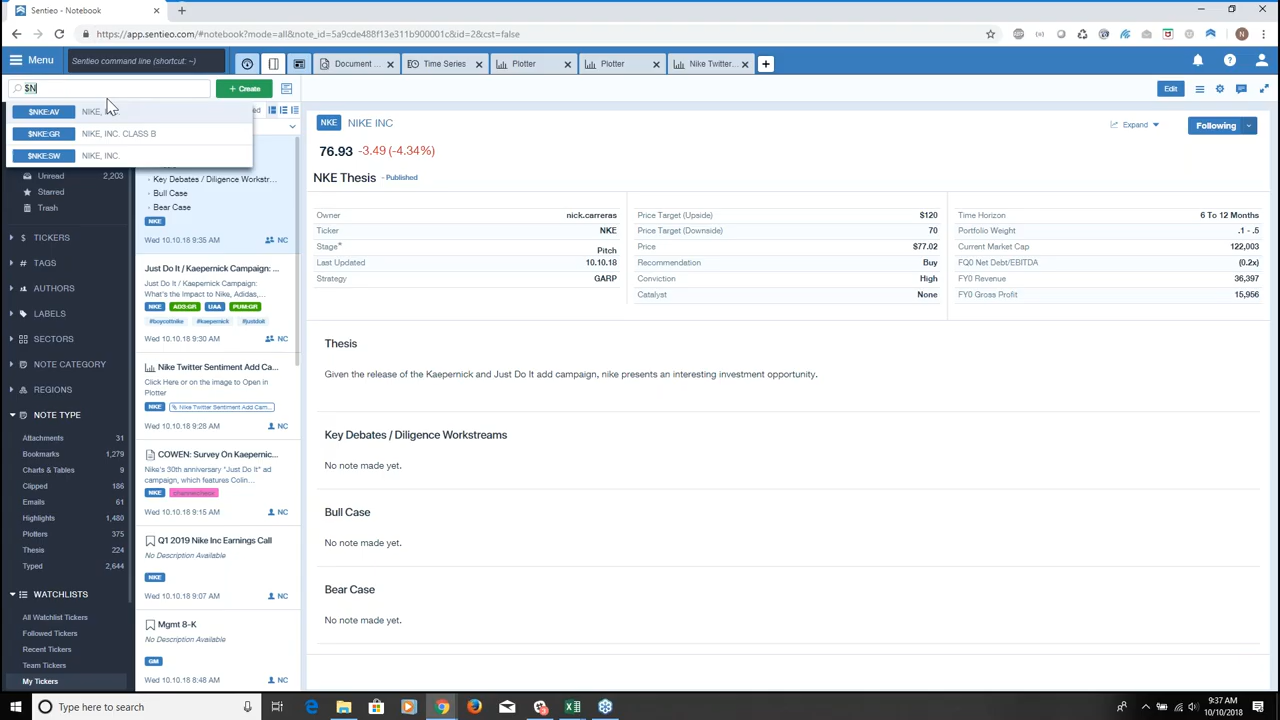 Sentieo - Notebook
https://app.sentieo.com/#notebook?mode=all&note_id=5a9cde488f13e311b900001c&id=2&cst=false
N
Menu
Sentieo command line (shortcut: ~)
Document ...
Time Series
Plotter
Plotter
Nike Twitter...
$N
+ Create
Edit
$NKE:AV NIKE,
$NKE:GR NIKE, INC. CLASS B
$NKE:SW NIKE, INC.
Unread 2,203
Starred
Trash
$ TICKERS
# TAGS
AUTHORS
LABELS
SECTORS
NOTE CATEGORY
REGIONS
NOTE TYPE
Attachments 31
Bookmarks 1,279
Charts & Tables 9
Clipped 186
Emails 61
Highlights 1,480
Plotters 375
Thesis 224
Typed 2,644
WATCHLISTS
All Watchlist Tickers
Followed Tickers
Recent Tickers
Team Tickers
My Tickers
Key Debates / Diligence Workstr...
Bull Case
Bear Case
NKE
Wed 10.10.18 9:35 AM NC
Just Do It / Kaepernick Campaign: ...
Just Do It / Kaepernick Campaign:
What's the Impact to Nike, Adidas,...
NKE ADS:GR UAA PUM:GR
#boycottnike #kaepernick #justdoit
Wed 10.10.18 9:30 AM NC
Nike Twitter Sentiment Add Ca...
Click Here or on the image to Open in
Plotter
NKE Nike Twitter Sentiment Add Cam...
Wed 10.10.18 9:28 AM NC
COWEN: Survey On Kaepernic...
Nike's 30th anniversary "Just Do It" ad
campaign, which features Colin...
NKE
Wed 10.10.18 9:15 AM NC
Q1 2019 Nike Inc Earnings Call
No Description Available
NKE
Wed 10.10.18 9:07 AM NC
Mgmt 8-K
No Description Available
GM
Wed 10.10.18 8:48 AM NC
NKE NIKE INC
Expand
Following
76.93 -3.49 (-4.34%)
NKE Thesis - Published
Owner nick.carreras
Ticker NKE
Stage* Pitch
Last Updated 10.10.18
Strategy GARP
Price Target (Upside) $120
Price Target (Downside) 70
Price $77.02
Recommendation Buy
Conviction High
Catalyst None
Time Horizon 6 To 12 Months
Portfolio Weight .1 - .5
Current Market Cap 122,003
FQ0 Net Debt/EBITDA (0.2x)
FY0 Revenue 36,397
FY0 Gross Profit 15,956
Thesis
Given the release of the Kaepernick and Just Do It add campaign, nike presents an interesting investment opportunity.
Key Debates / Diligence Workstreams
No note made yet.
Bull Case
No note made yet.
Bear Case
No note made yet.
Type here to search
9:37 AM
10/10/2018